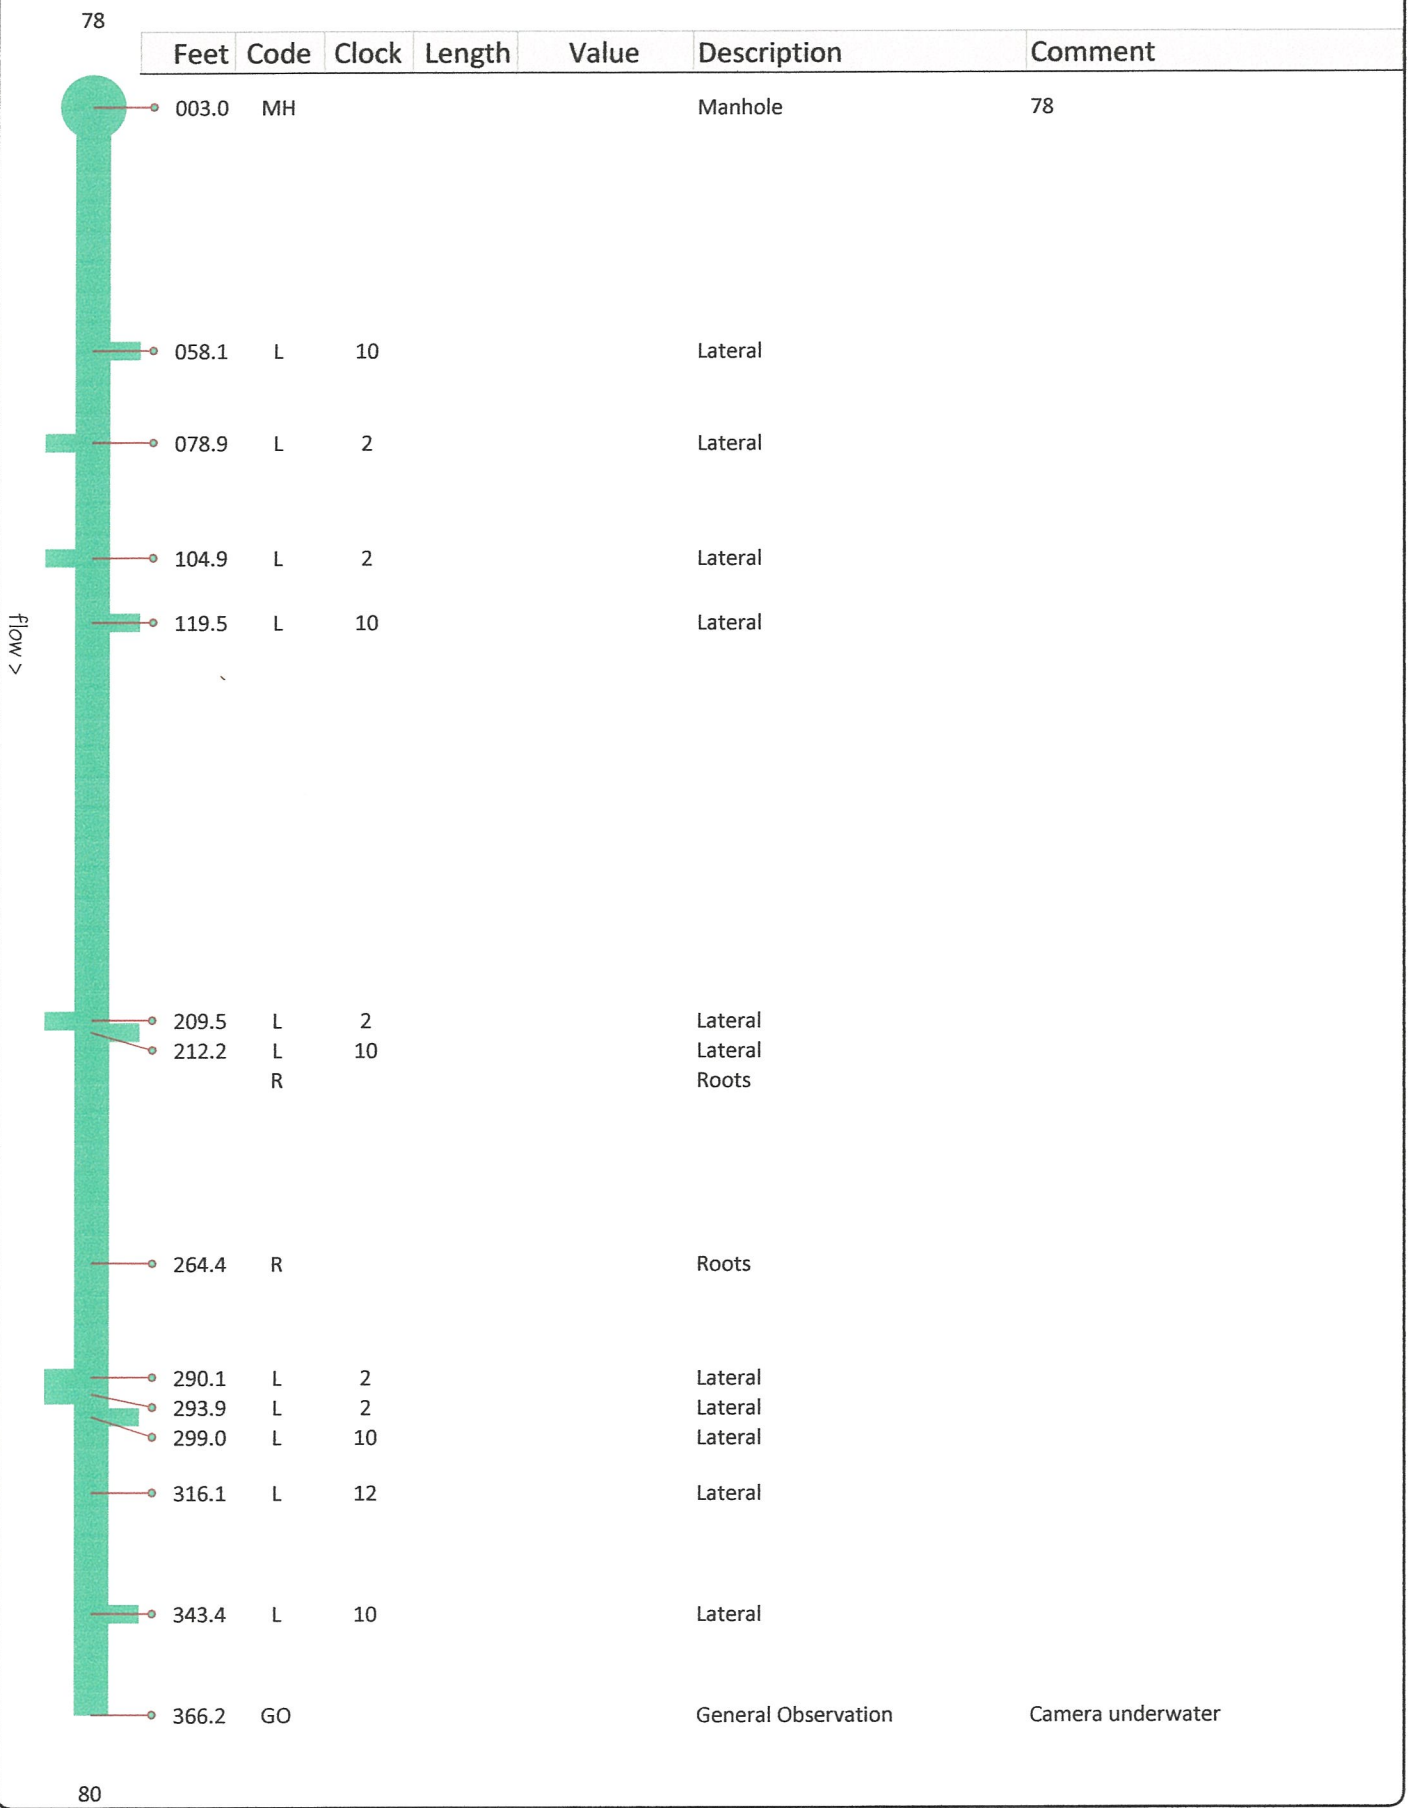 78
Feet Code Clock Length Value Description Comment
003.0 MH Manhole 78
058.1 L 10 Lateral
078.9 L 2 Lateral
104.9 L 2 Lateral
119.5 L 10 Lateral
flow >
209.5 L 2 Lateral
212.2 L 10 Lateral
R Roots
264.4 R Roots
290.1 L 2 Lateral
293.9 L 2 Lateral
299.0 L 10 Lateral
316.1 L 12 Lateral
343.4 L 10 Lateral
366.2 GO General Observation Camera underwater
80